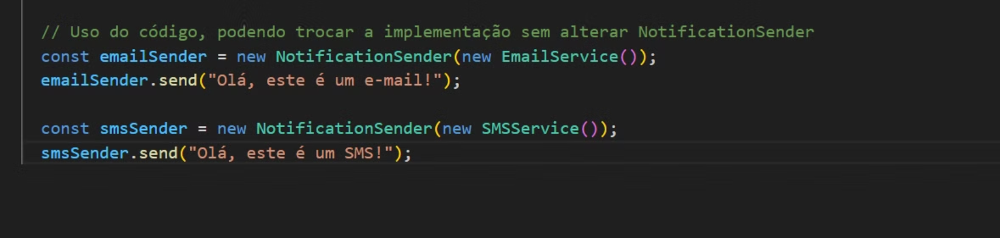 // Uso do código, podendo trocar a implementação sem alterar NotificationSender
const emailSender = new NotificationSender(new EmailService());
emailSender.send("Olá, este é um e-mail!");
const smsSender = new NotificationSender(new SMSService());
smsSender.send("Olá, este é um SMS!");